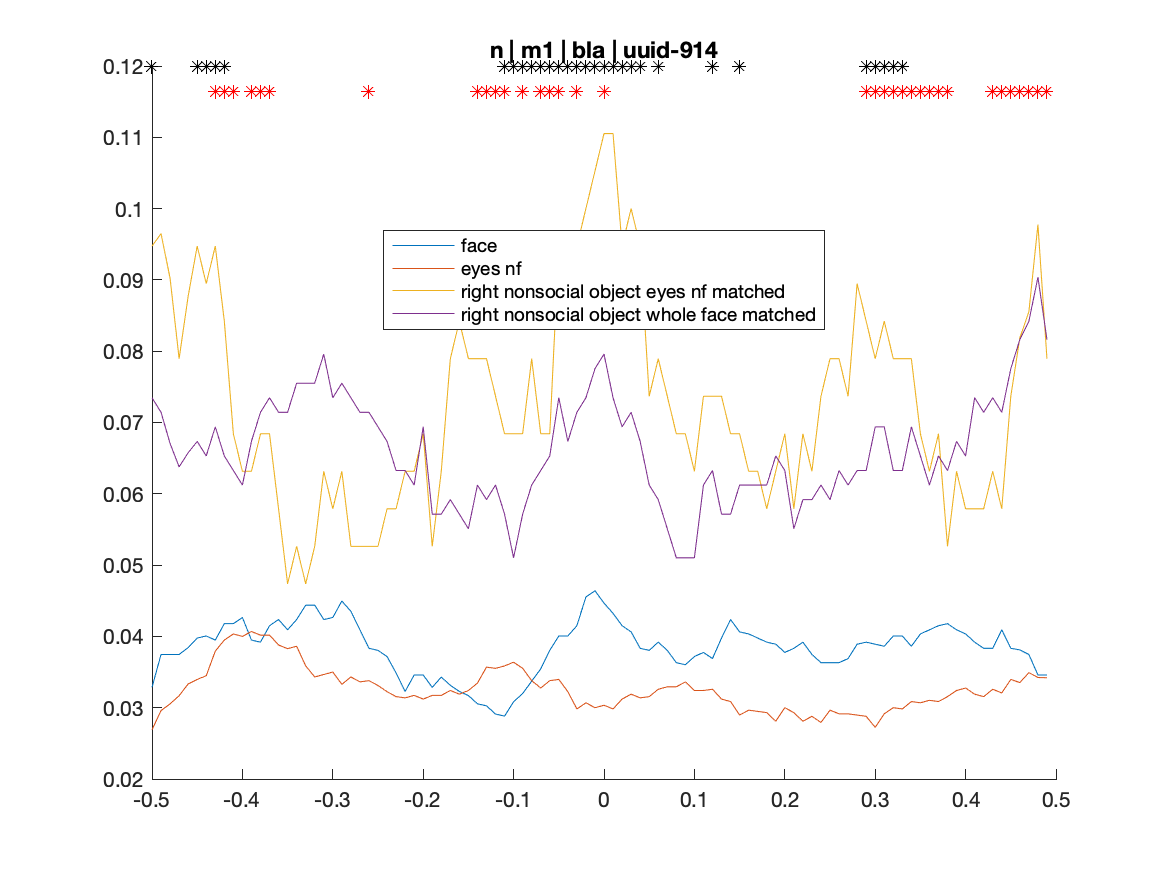 n | m1 | bla | uuid-914
0.12
0.11
0.1
0.09
0.08
0.07
0.06
0.05
0.04
0.03
0.02
face
eyes nf
right nonsocial object eyes nf matched
right nonsocial object whole face matched
-0.5 -0.4 -0.3 -0.2 -0.1 0 0.1 0.2 0.3 0.4 0.5